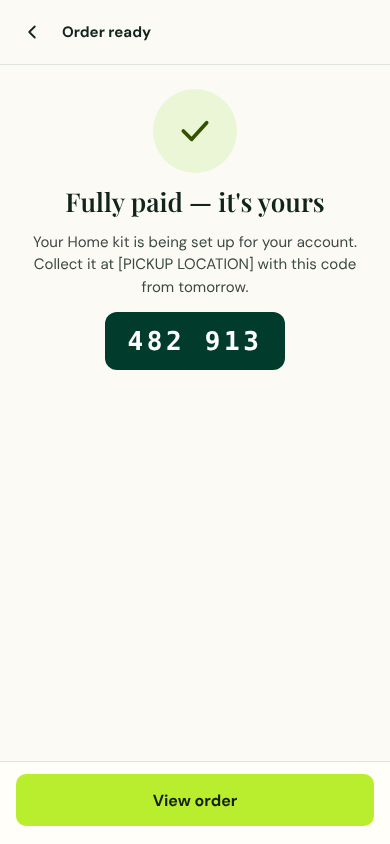 Order ready
Fully paid — it's yours
Your Home kit is being set up for your account.
Collect it at [PICKUP LOCATION] with this code
from tomorrow.
482 913
View order